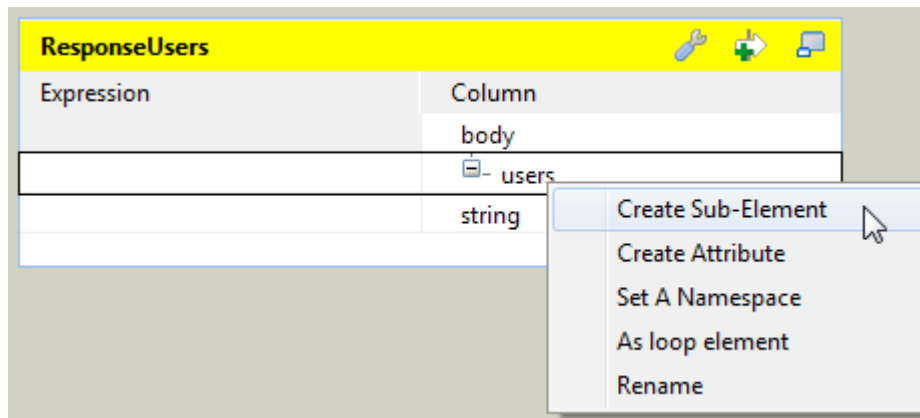 ResponseUsers
Expression Column
body
users
string
Create Sub-Element
Create Attribute
Set A Namespace
As loop element
Rename